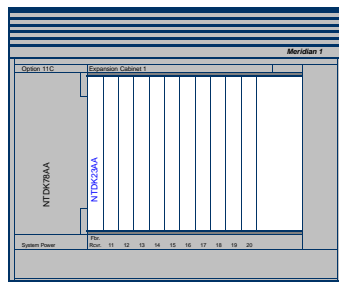 Meridian 1
Option 11C
Expansion Cabinet 1
NTDK78AA
NTDK23AA
System Power
Fbr.
Rcvr. 11 12 13 14 15 16 17 18 19 20